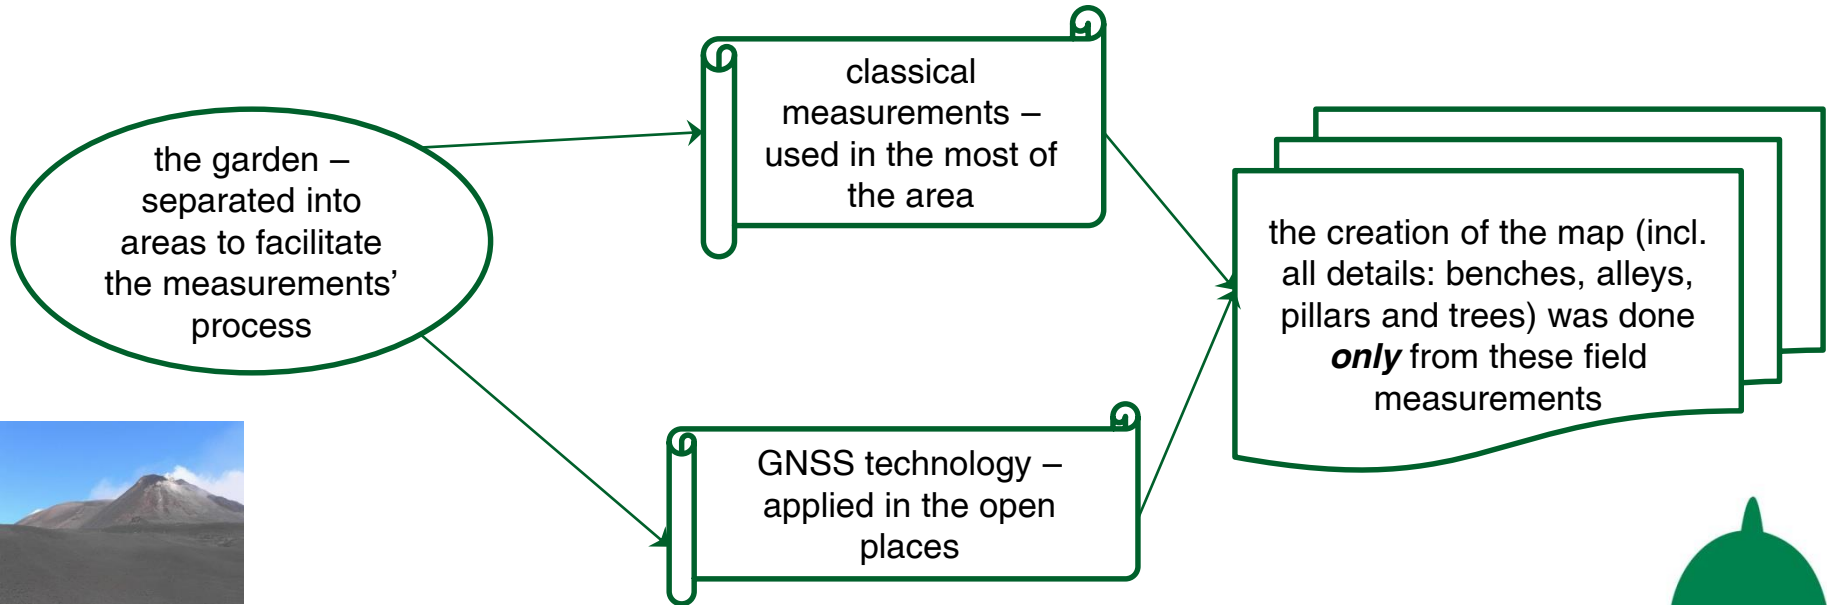 the garden –
separated into
areas to facilitate
the measurements’
process
classical
measurements –
used in the most of
the area
GNSS technology –
applied in the open
places
the creation of the map (incl.
all details: benches, alleys,
pillars and trees) was done
only from these field
measurements